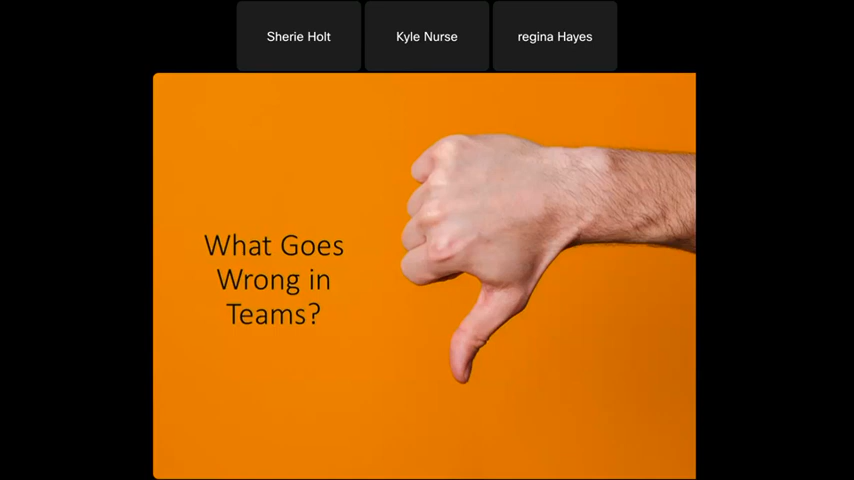 Sherie Holt
Kyle Nurse
regina Hayes
What Goes
Wrong in
Teams?